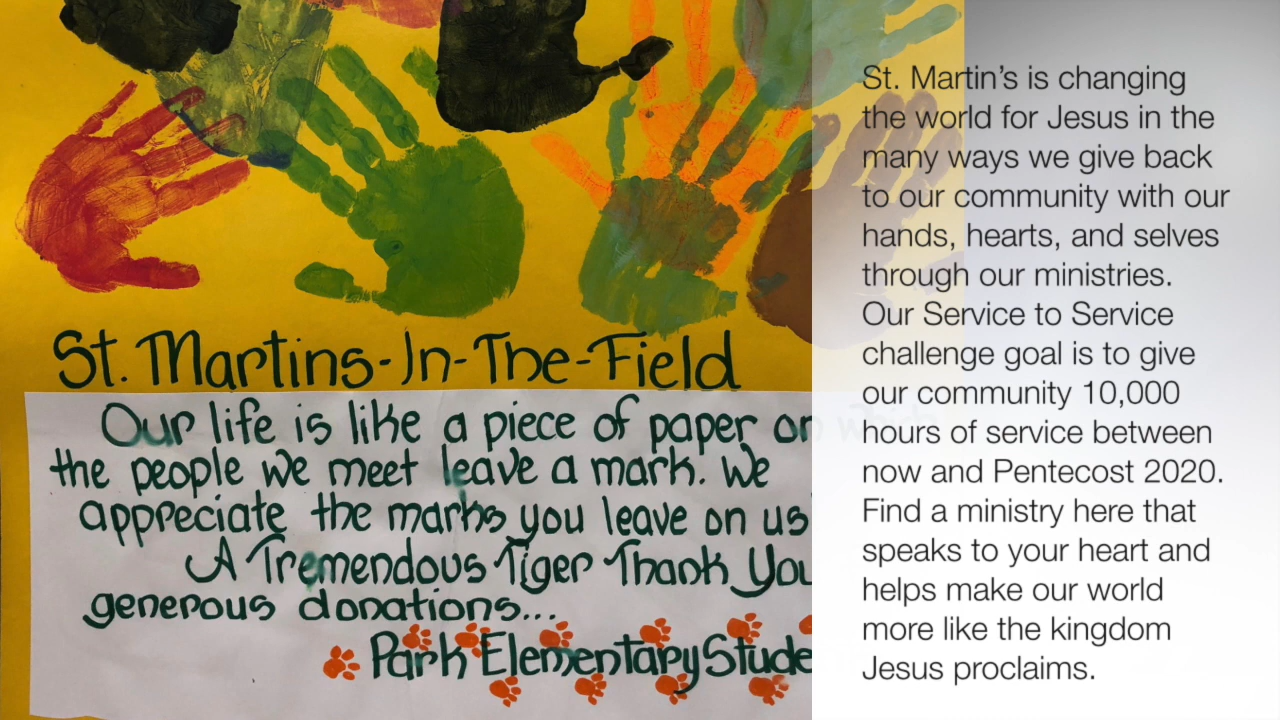 St. Martins-In-The-Field
Our life is like a piece of paper on which
the people we meet leave a mark. We
appreciate the marks you leave on us
A Tremendous Tiger Thank You
generous donations...
Park Elementary Stude
St. Martin’s is changing
the world for Jesus in the
many ways we give back
to our community with our
hands, hearts, and selves
through our ministries.
Our Service to Service
challenge goal is to give
our community 10,000
hours of service between
now and Pentecost 2020.
Find a ministry here that
speaks to your heart and
helps make our world
more like the kingdom
Jesus proclaims.